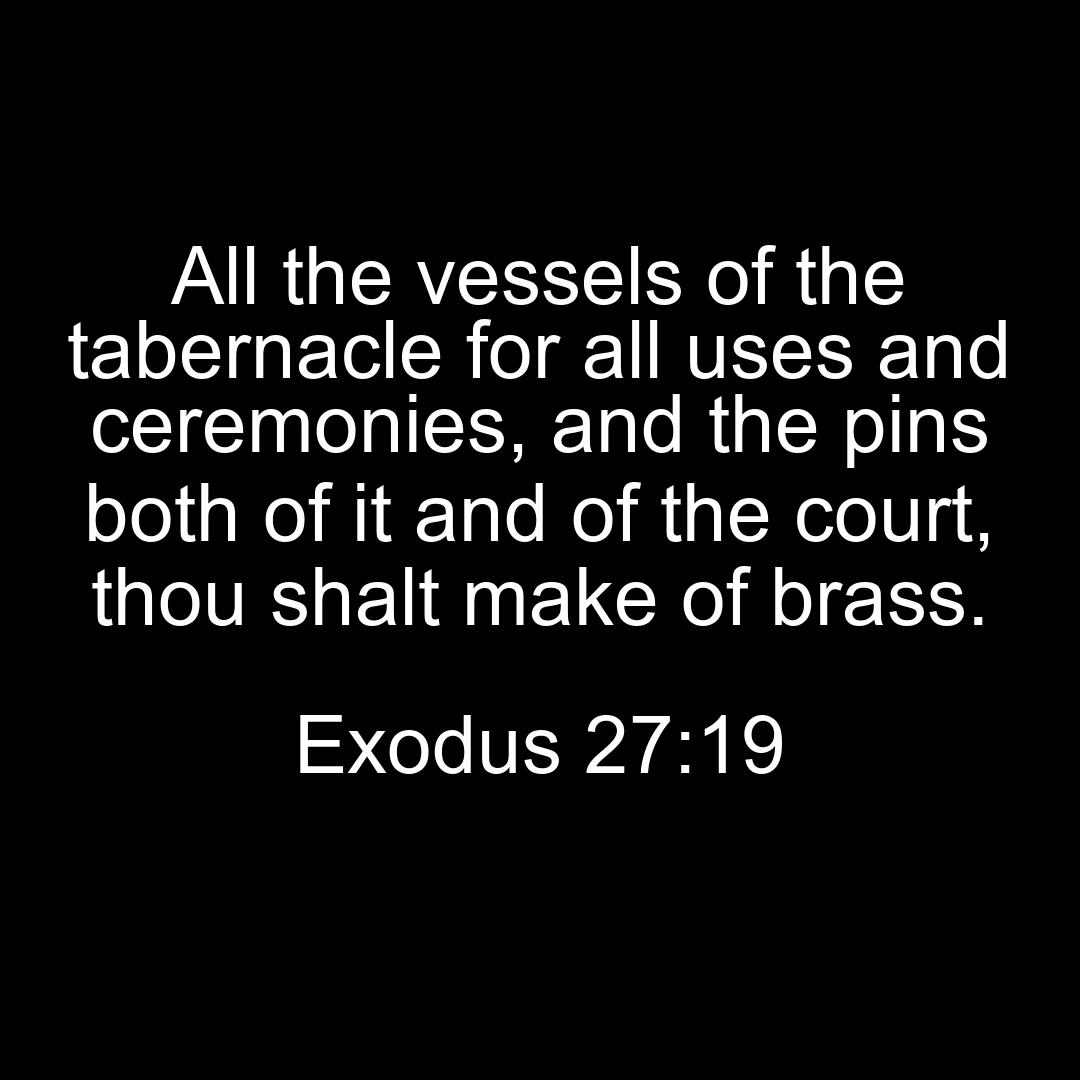 All the vessels of the
tabernacle for all uses and
ceremonies, and the pins
both of it and of the court,
thou shalt make of brass.
Exodus 27:19